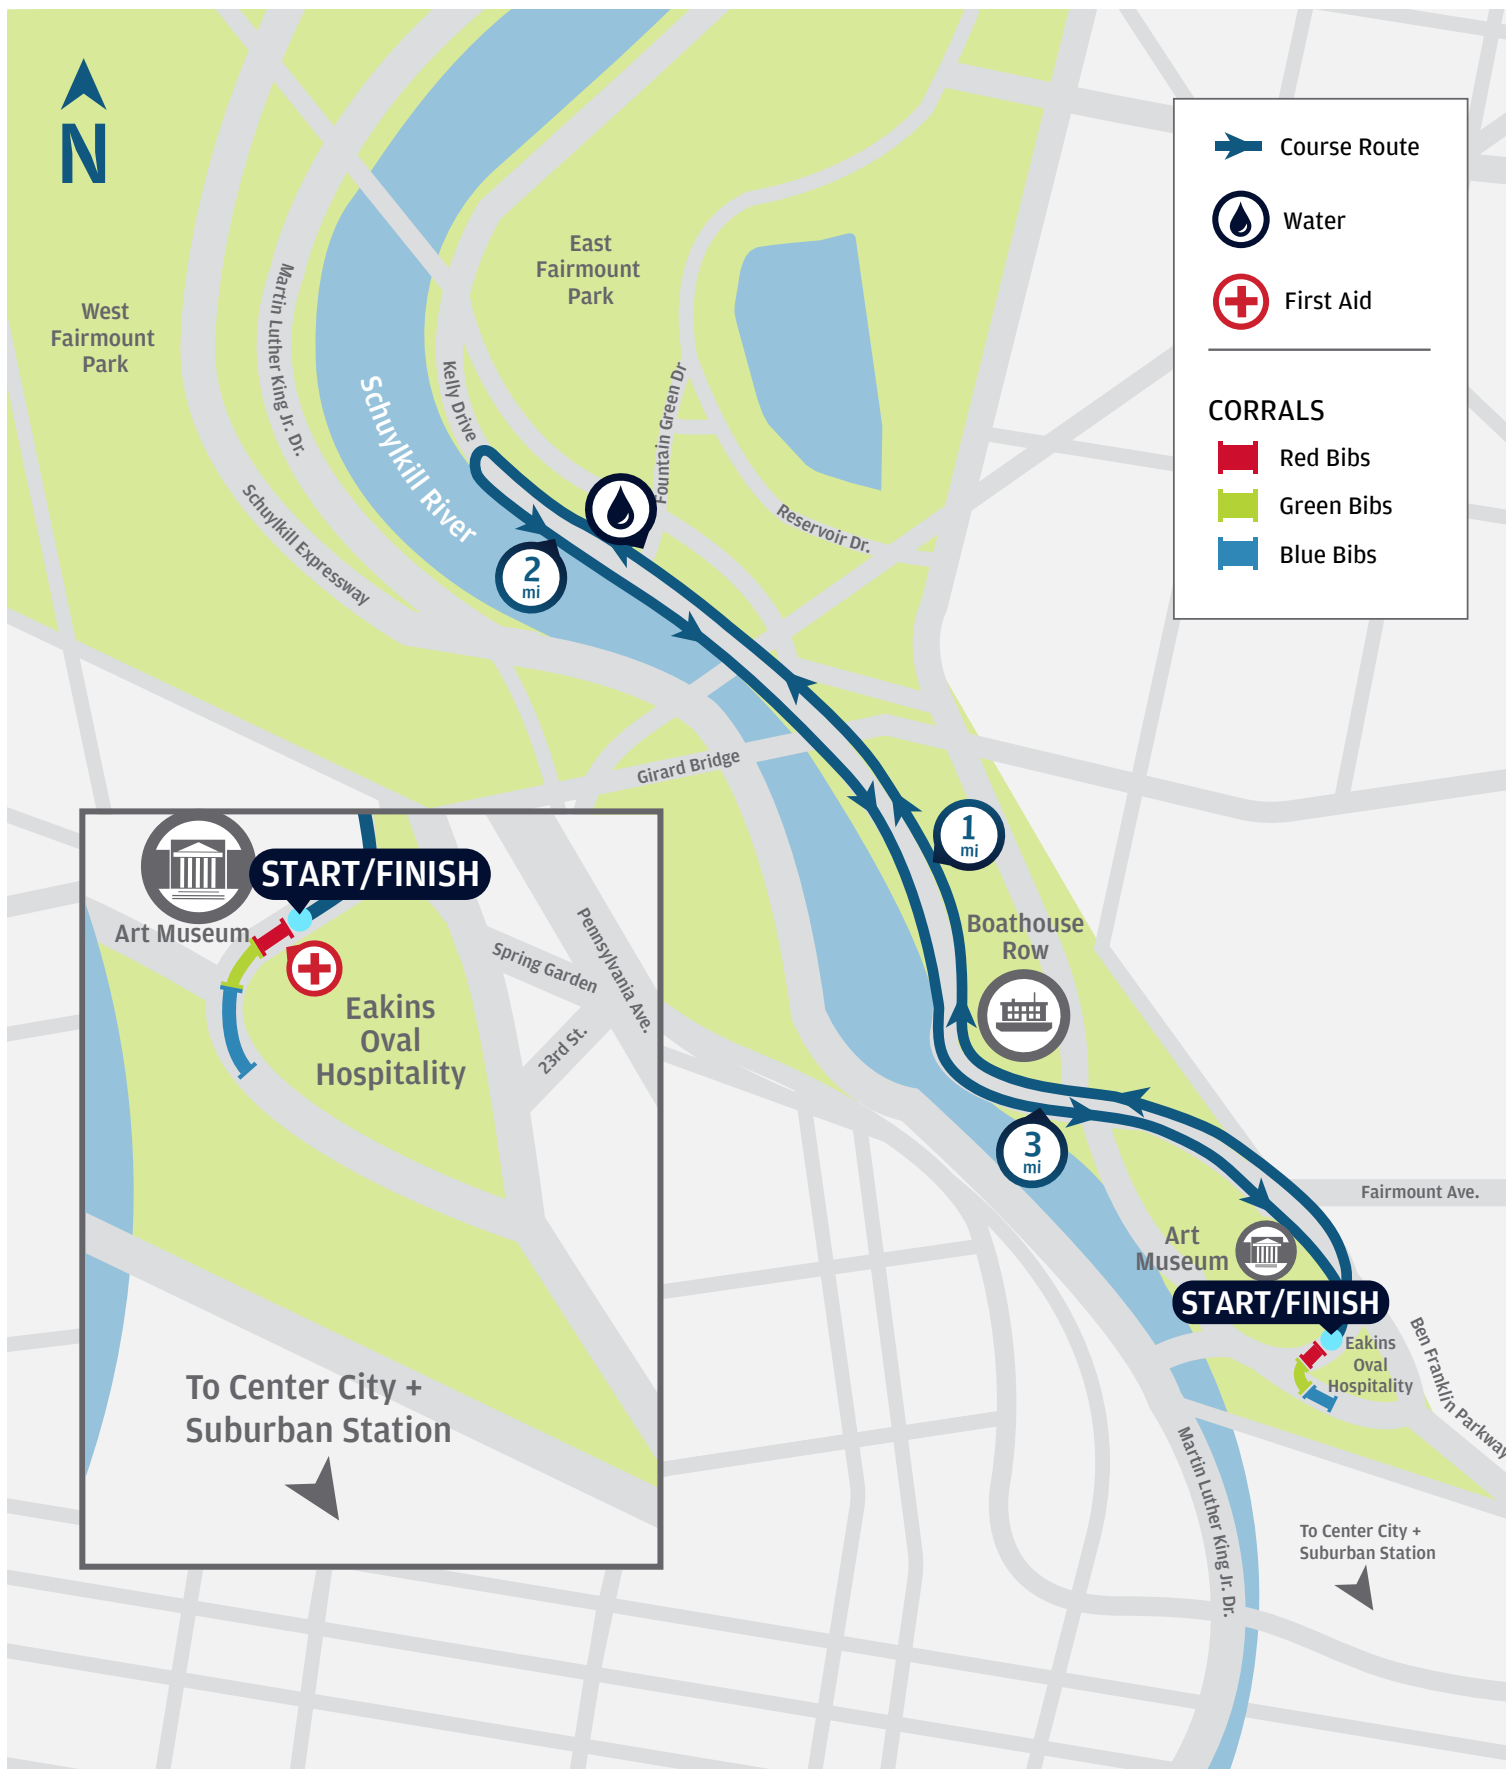 N
Course Route
Water
First Aid
CORRALS
Red Bibs
Green Bibs
Blue Bibs
West
Fairmount
Park
East
Fairmount
Park
Martin Luther King Jr. Dr.
Schuylkill River
Kelly Drive
Fountain Green Dr
Reservoir Dr.
Schuylkill Expressway
2
mi
Girard Bridge
1
mi
Boathouse
Row
3
mi
Fairmount Ave.
Art
Museum
START/FINISH
Eakins
Oval
Hospitality
Ben Franklin Parkway
Martin Luther King Jr. Dr.
To Center City +
Suburban Station
START/FINISH
Art Museum
Eakins
Oval
Hospitality
Spring Garden
Pennsylvania Ave.
23rd St.
To Center City +
Suburban Station